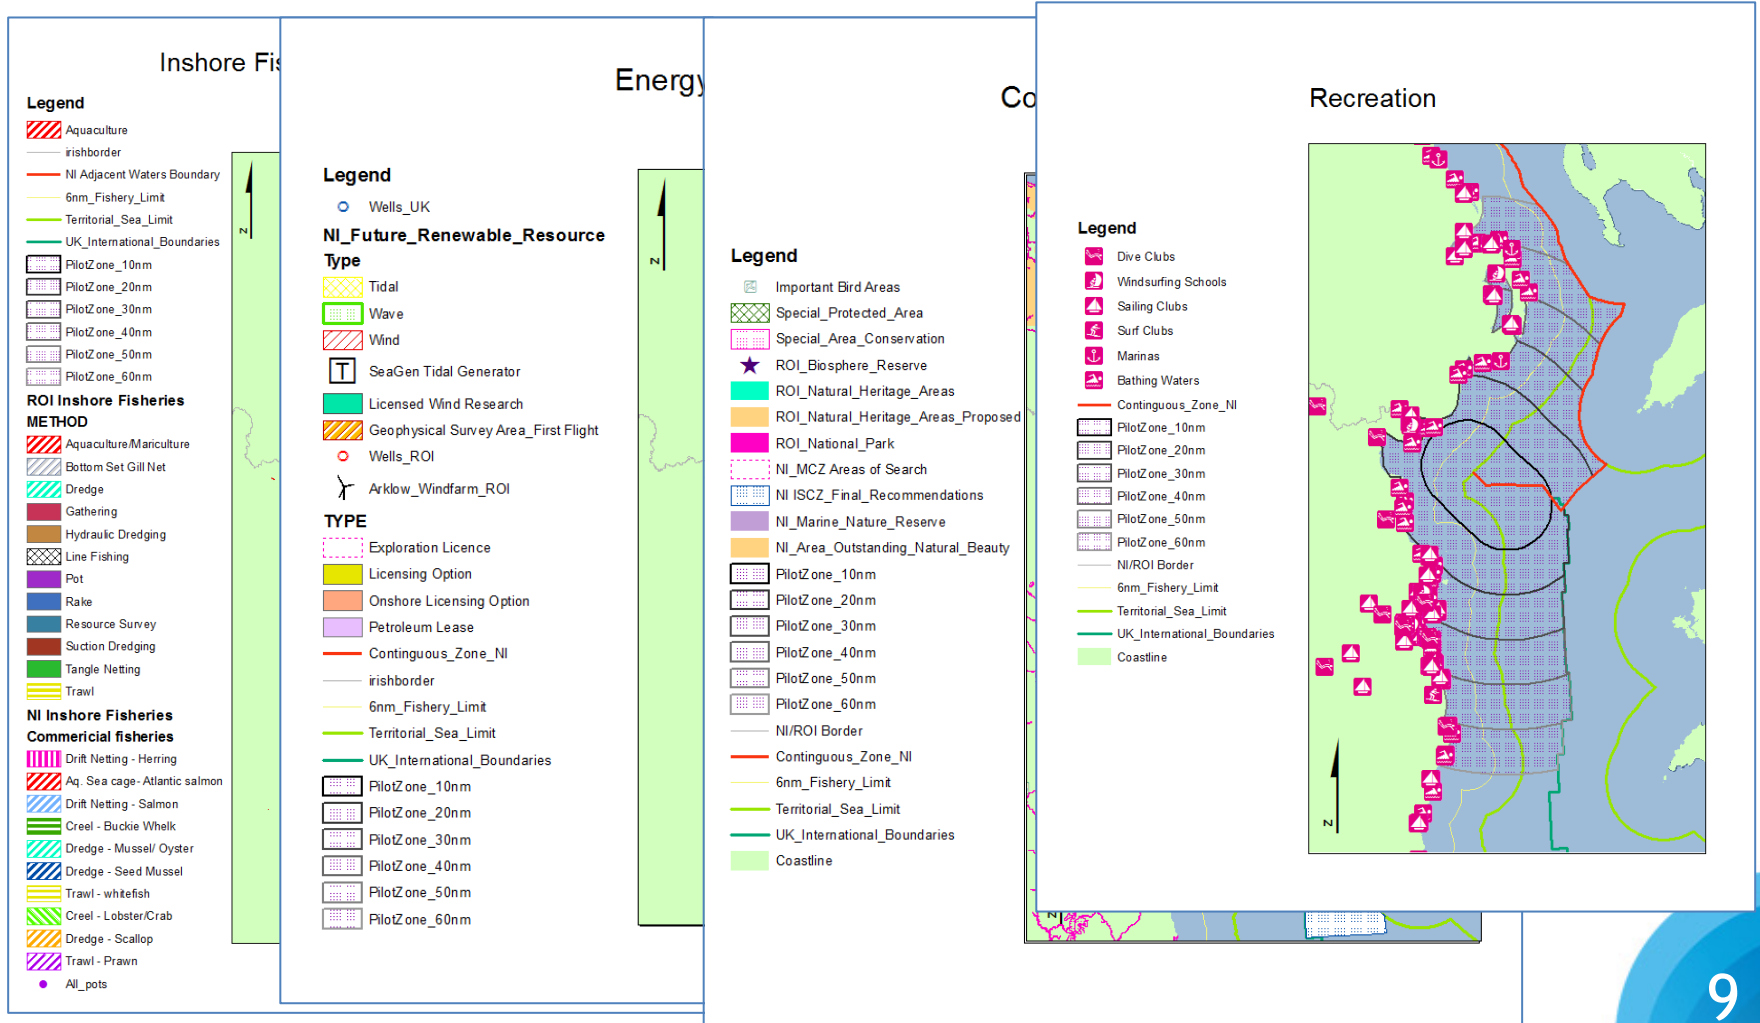 Inshore Fis
Legend
Aquaculture
irishborder
NI Adjacent Waters Boundary
6nm_Fishery_Limit
Territorial_Sea_Limit
UK_International_Boundaries
PilotZone_10nm
PilotZone_20nm
PilotZone_30nm
PilotZone_40nm
PilotZone_50nm
PilotZone_60nm
ROI Inshore Fisheries
METHOD
Aquaculture/Mariculture
Bottom Set Gill Net
Dredge
Gathering
Hydraulic Dredging
Line Fishing
Pot
Rake
Resource Survey
Suction Dredging
Tangle Netting
Trawl
NI Inshore Fisheries
Commericial fisheries
Drift Netting - Herring
Aq. Sea cage- Atlantic salmon
Drift Netting - Salmon
Creel - Buckie Whelk
Dredge - Mussel/ Oyster
Dredge - Seed Mussel
Trawl - whitefish
Creel - Lobster/Crab
Dredge - Scallop
Trawl - Prawn
All_pots
N
Energy
Legend
Wells_UK
NI_Future_Renewable_Resource
Type
Tidal
Wave
Wind
T SeaGen Tidal Generator
Licensed Wind Research
Geophysical Survey Area_First Flight
Wells_ROI
Arklow_Windfarm_ROI
TYPE
Exploration Licence
Licensing Option
Onshore Licensing Option
Petroleum Lease
Continguous_Zone_NI
irishborder
6nm_Fishery_Limit
Territorial_Sea_Limit
UK_International_Boundaries
PilotZone_10nm
PilotZone_20nm
PilotZone_30nm
PilotZone_40nm
PilotZone_50nm
PilotZone_60nm
N
Co
Legend
Important Bird Areas
Special_Protected_Area
Special_Area_Conservation
ROI_Biosphere_Reserve
ROI_Natural_Heritage_Areas
ROI_Natural_Heritage_Areas_Proposed
ROI_National_Park
NI_MCZ Areas of Search
NI ISCZ_Final_Recommendations
NI_Marine_Nature_Reserve
NI_Area_Outstanding_Natural_Beauty
PilotZone_10nm
PilotZone_20nm
PilotZone_30nm
PilotZone_40nm
PilotZone_50nm
PilotZone_60nm
NI/ROI Border
Continguous_Zone_NI
6nm_Fishery_Limit
Territorial_Sea_Limit
UK_International_Boundaries
Coastline
N
Recreation
Legend
Dive Clubs
Windsurfing Schools
Sailing Clubs
Surf Clubs
Marinas
Bathing Waters
Continguous_Zone_NI
PilotZone_10nm
PilotZone_20nm
PilotZone_30nm
PilotZone_40nm
PilotZone_50nm
PilotZone_60nm
NI/ROI Border
6nm_Fishery_Limit
Territorial_Sea_Limit
UK_International_Boundaries
Coastline
N
9